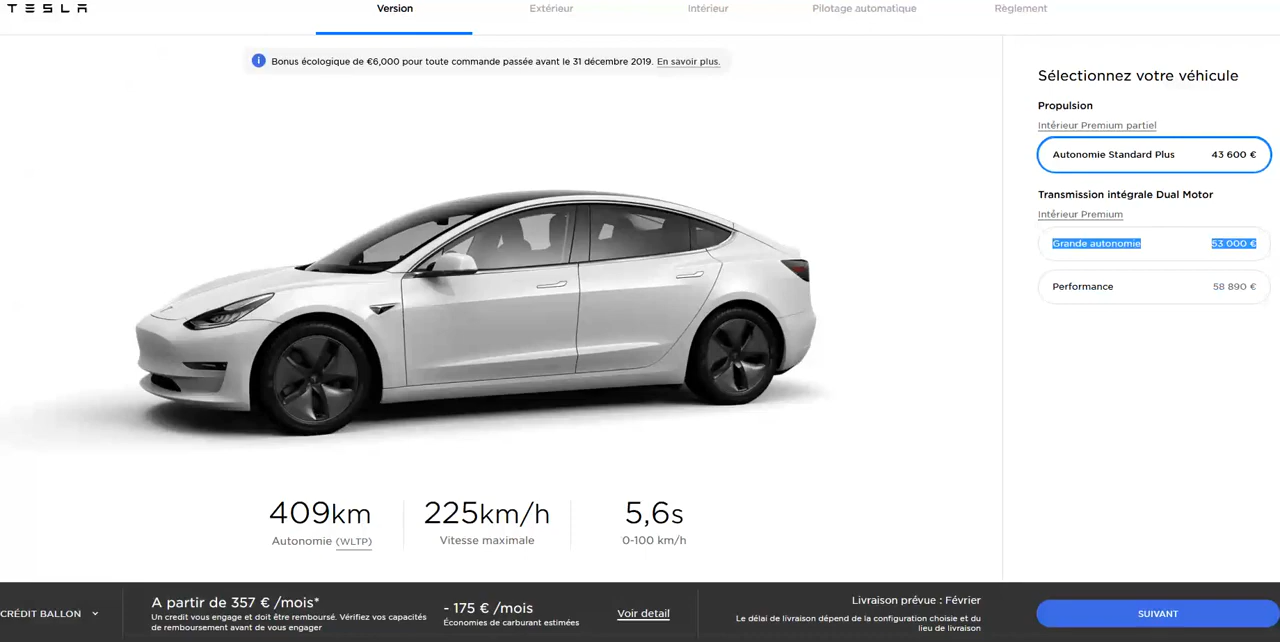 TESLA
Version
Extérieur
Intérieur
Pilotage automatique
Règlement
Bonus écologique de €6,000 pour toute commande passée avant le 31 décembre 2019. En savoir plus.
Sélectionnez votre véhicule
Propulsion
Intérieur Premium partiel
Autonomie Standard Plus 43 600 €
Transmission intégrale Dual Motor
Intérieur Premium
Grande autonomie 53 000 €
Performance 58 890 €
409km
Autonomie (WLTP)
225km/h
Vitesse maximale
5,6s
0-100 km/h
CRÉDIT BALLON
A partir de 357 € /mois*
Un credit vous engage et doit être remboursé. Vérifiez vos capacités
de remboursement avant de vous engager
- 175 € /mois
Économies de carburant estimées
Voir detail
Livraison prévue : Février
Le délai de livraison dépend de la configuration choisie et du
lieu de livraison
SUIVANT